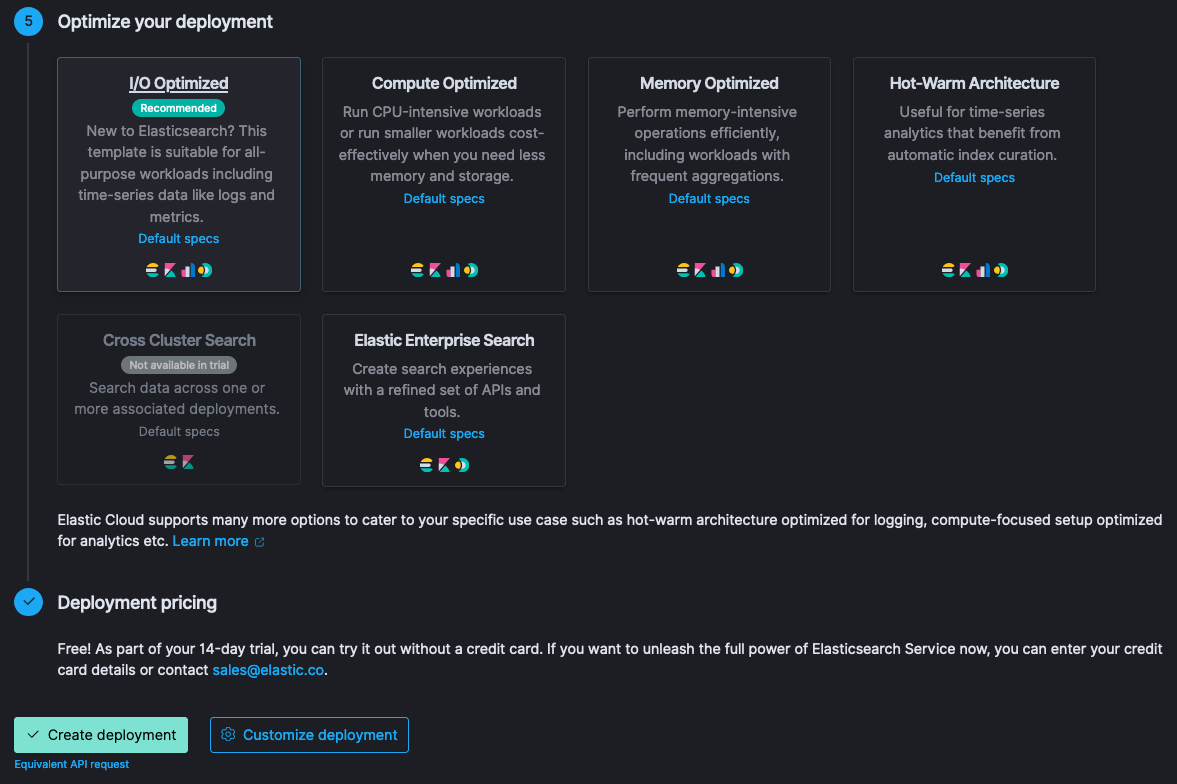 5 Optimize your deployment
I/O Optimized
Recommended
New to Elasticsearch? This
template is suitable for all-
purpose workloads including
time-series data like logs and
metrics.
Default specs
Compute Optimized
Run CPU-intensive workloads
or run smaller workloads cost-
effectively when you need less
memory and storage.
Default specs
Memory Optimized
Perform memory-intensive
operations efficiently,
including workloads with
frequent aggregations.
Default specs
Hot-Warm Architecture
Useful for time-series
analytics that benefit from
automatic index curation.
Default specs
Cross Cluster Search
Not available in trial
Search data across one or
more associated deployments.
Default specs
Elastic Enterprise Search
Create search experiences
with a refined set of APIs and
tools.
Default specs
Elastic Cloud supports many more options to cater to your specific use case such as hot-warm architecture optimized for logging, compute-focused setup optimized
for analytics etc. Learn more
Deployment pricing
Free! As part of your 14-day trial, you can try it out without a credit card. If you want to unleash the full power of Elasticsearch Service now, you can enter your credit
card details or contact sales@elastic.co.
Create deployment
Customize deployment
Equivalent API request